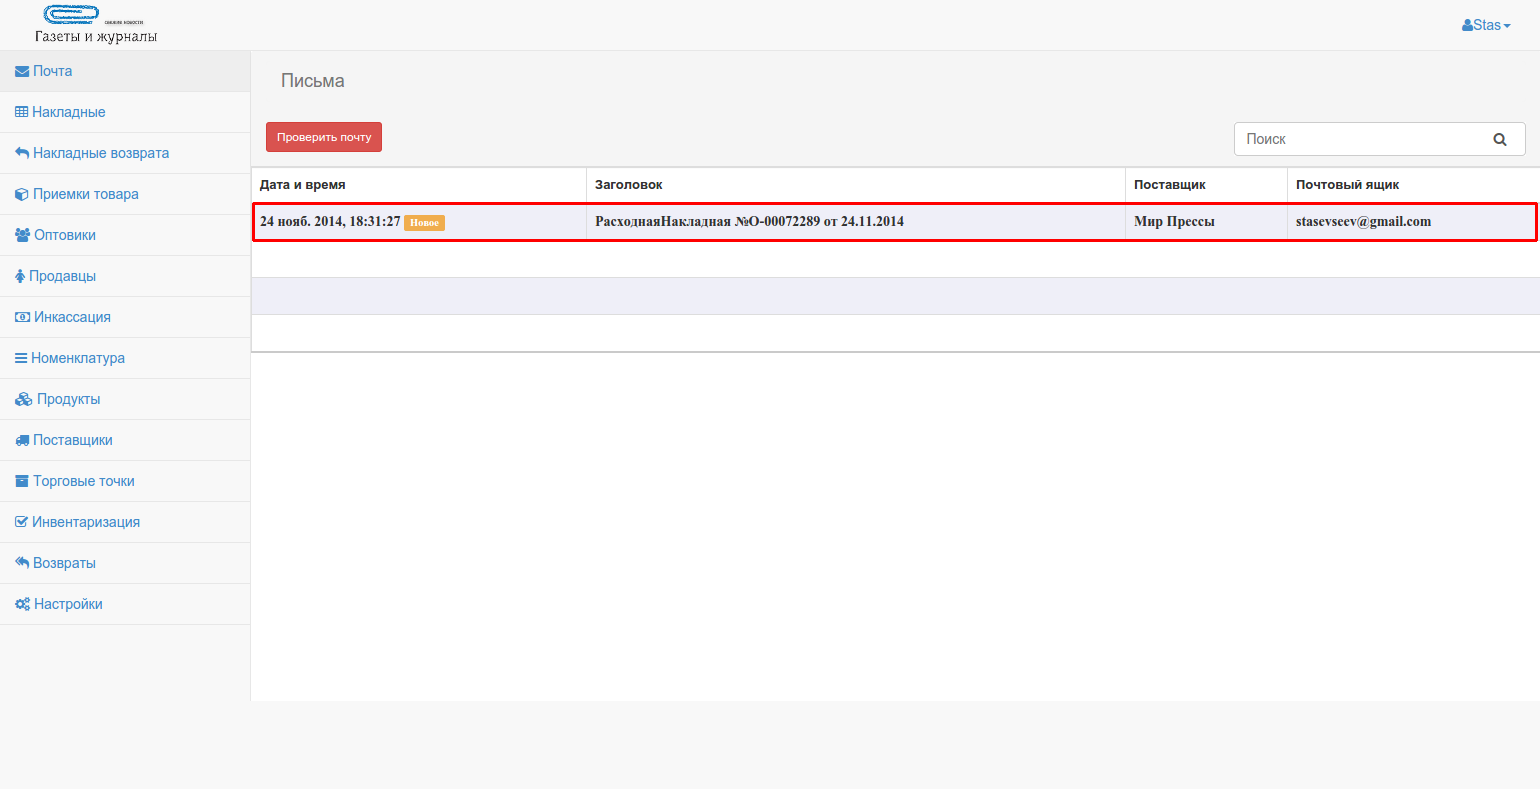 СВЕЖИЕ НОВОСТИ
Газеты и журналы
Stas
Почта
Накладные
Накладные возврата
Приемки товара
Оптовики
Продавцы
Инкассация
Номенклатура
Продукты
Поставщики
Торговые точки
Инвентаризация
Возвраты
Настройки
Письма
Проверить почту
Поиск
Дата и время Заголовок Поставщик Почтовый ящик
24 нояб. 2014, 18:31:27 Новое РасходнаяНакладная №О-00072289 от 24.11.2014 Мир Прессы stasevseev@gmail.com